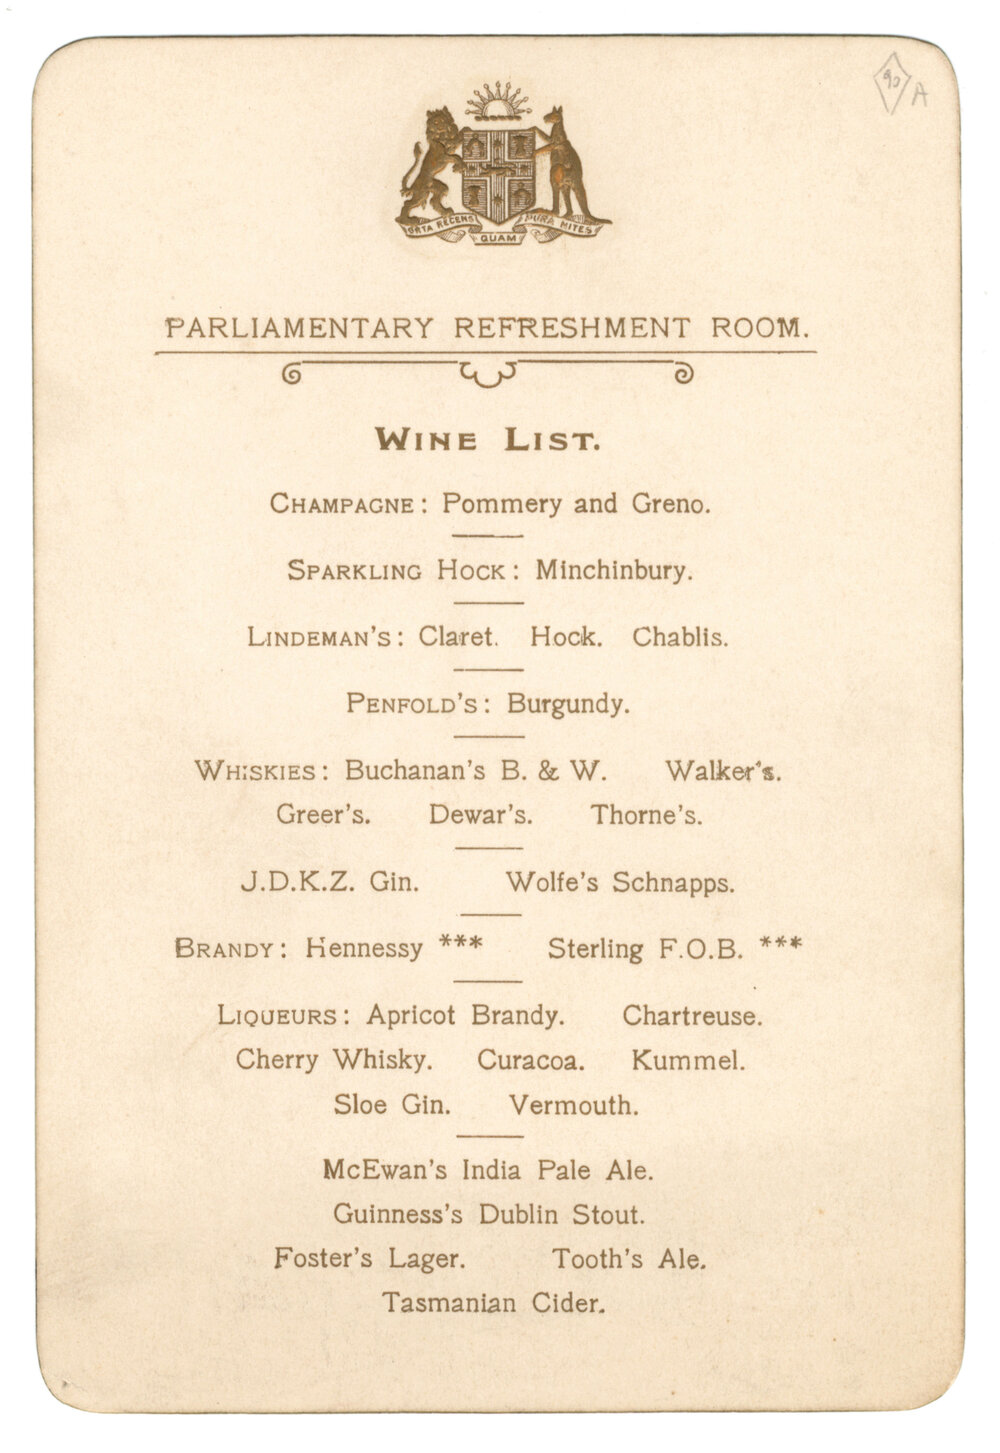 90 A
ORTA RECENS QUAM PURA NITES
PARLIAMENTARY REFRESHMENT ROOM.
WINE LIST.
CHAMPAGNE: Pommery and Greno.
SPARKLING HOCK: Minchinbury.
LINDEMAN'S: Claret. Hock. Chablis.
PENFOLD'S: Burgundy.
WHISKIES: Buchanan's B. & W. Walker's.
Greer's. Dewar's. Thorne's.
J.D.K.Z. Gin. Wolfe's Schnapps.
BRANDY: Hennessy *** Sterling F.O.B. ***
LIQUEURS: Apricot Brandy. Chartreuse.
Cherry Whisky. Curacoa. Kummel.
Sloe Gin. Vermouth.
McEwan's India Pale Ale.
Guinness's Dublin Stout.
Foster's Lager. Tooth's Ale.
Tasmanian Cider.